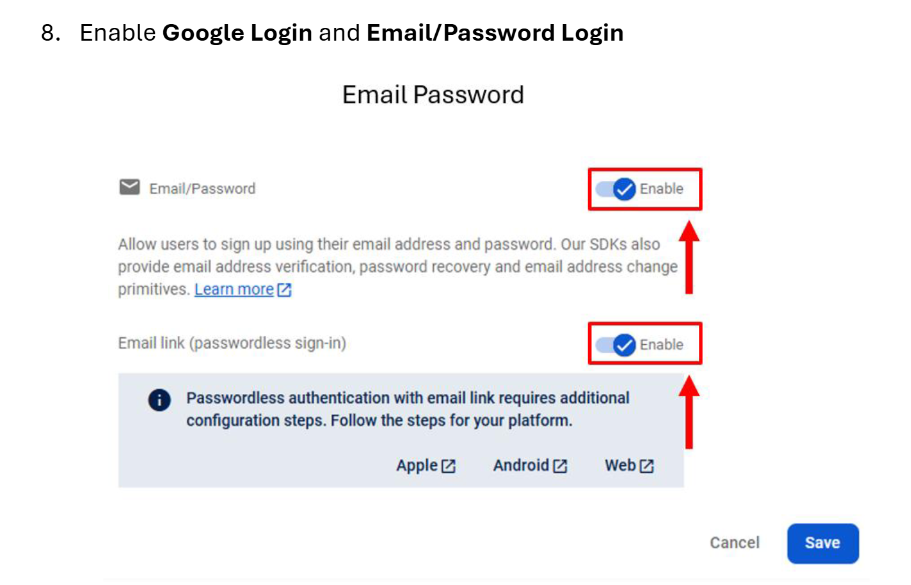 8. Enable Google Login and Email/Password Login
Email Password
Email/Password
Enable
Allow users to sign up using their email address and password. Our SDKs also
provide email address verification, password recovery and email address change
primitives. Learn more
Email link (passwordless sign-in)
Enable
Passwordless authentication with email link requires additional
configuration steps. Follow the steps for your platform.
Apple
Android
Web
Cancel
Save